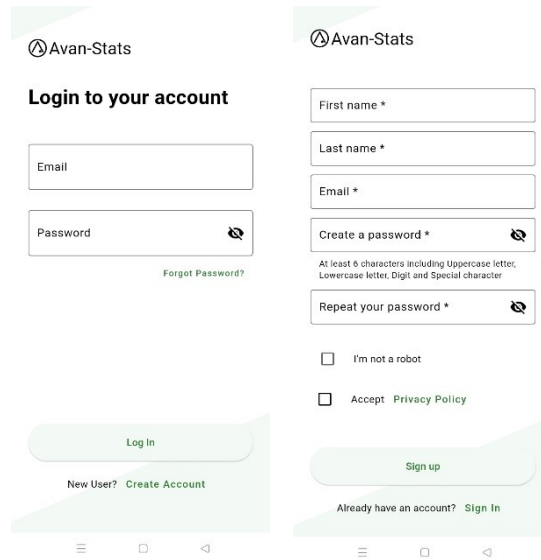 Avan-Stats
Login to your account
Email
Password
Forgot Password?
Log In
New User? Create Account
Avan-Stats
First name *
Last name *
Email *
Create a password *
At least 6 characters including Uppercase letter,
Lowercase letter, Digit and Special character
Repeat your password *
I'm not a robot
Accept Privacy Policy
Sign up
Already have an account? Sign In